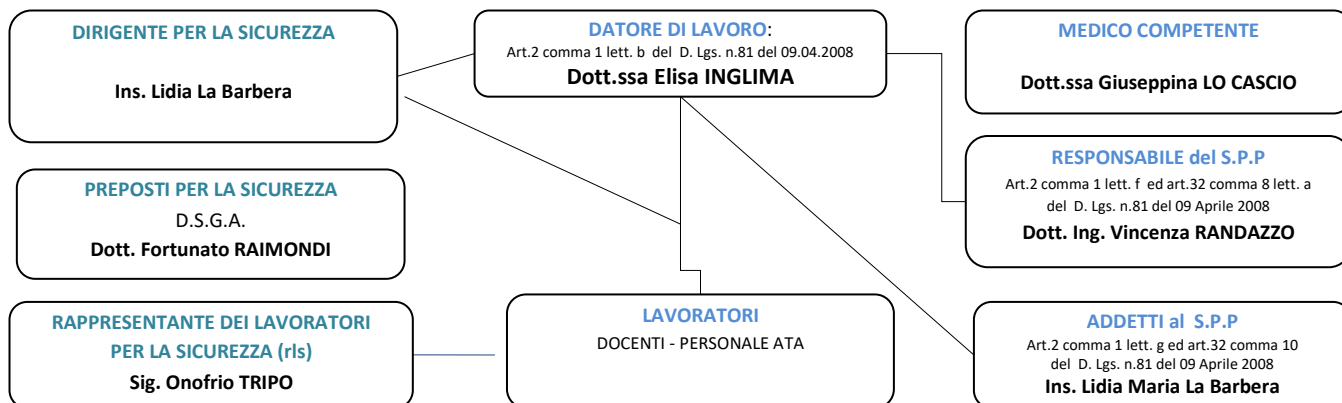 DIRIGENTE PER LA SICUREZZA
Ins. Lidia La Barbera
DATORE DI LAVORO:
Art.2 comma 1 lett. b del D. Lgs. n.81 del 09.04.2008
Dott.ssa Elisa INGLIMA
MEDICO COMPETENTE
Dott.ssa Giuseppina LO CASCIO
PREPOSTI PER LA SICUREZZA
D.S.G.A.
Dott. Fortunato RAIMONDI
RESPONSABILE del S.P.P
Art.2 comma 1 lett. f ed art.32 comma 8 lett. a
del D. Lgs. n.81 del 09 Aprile 2008
Dott. Ing. Vincenza RANDAZZO
RAPPRESENTANTE DEI LAVORATORI
PER LA SICUREZZA (rls)
Sig. Onofrio TRIPO
LAVORATORI
DOCENTI - PERSONALE ATA
ADDETTI al S.P.P
Art.2 comma 1 lett. g ed art.32 comma 10
del D. Lgs. n.81 del 09 Aprile 2008
Ins. Lidia Maria La Barbera